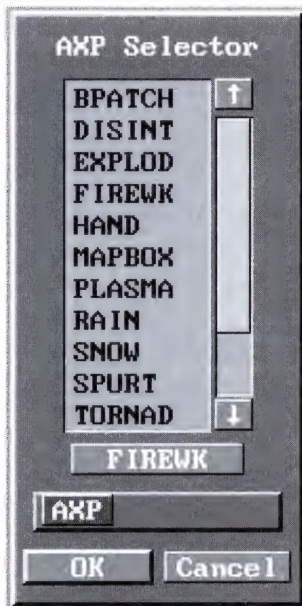 AXP Selector
BPATCH
DISINT
EXPLOD
FIREWK
HAND
MAPBOX
PLASMA
RAIN
SNOW
SPURT
TORNAD
FIREWK
AXP
OK Cancel